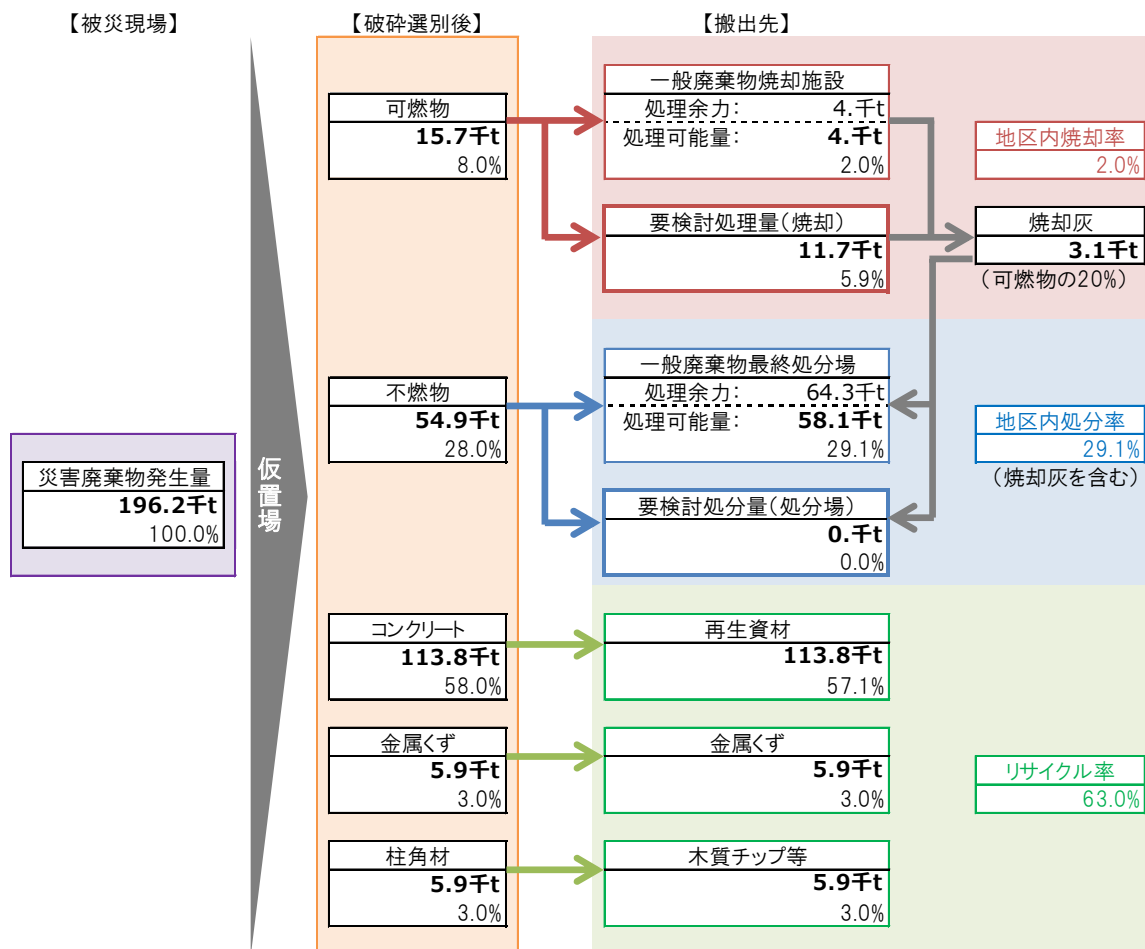 【被災現場】
【破砕選別後】
【搬出先】
災害廃棄物発生量
196.2千t
100.0%
仮置場
可燃物
15.7千t
8.0%
不燃物
54.9千t
28.0%
コンクリート
113.8千t
58.0%
金属くず
5.9千t
3.0%
柱角材
5.9千t
3.0%
一般廃棄物焼却施設
処理余力: 4.千t
処理可能量: 4.千t
2.0%
要検討処理量(焼却)
11.7千t
5.9%
一般廃棄物最終処分場
処理余力: 64.3千t
処理可能量: 58.1千t
29.1%
要検討処分量(処分場)
0.千t
0.0%
再生資材
113.8千t
57.1%
金属くず
5.9千t
3.0%
木質チップ等
5.9千t
3.0%
地区内焼却率
2.0%
焼却灰
3.1千t
(可燃物の20%)
地区内処分率
29.1%
(焼却灰を含む)
リサイクル率
63.0%